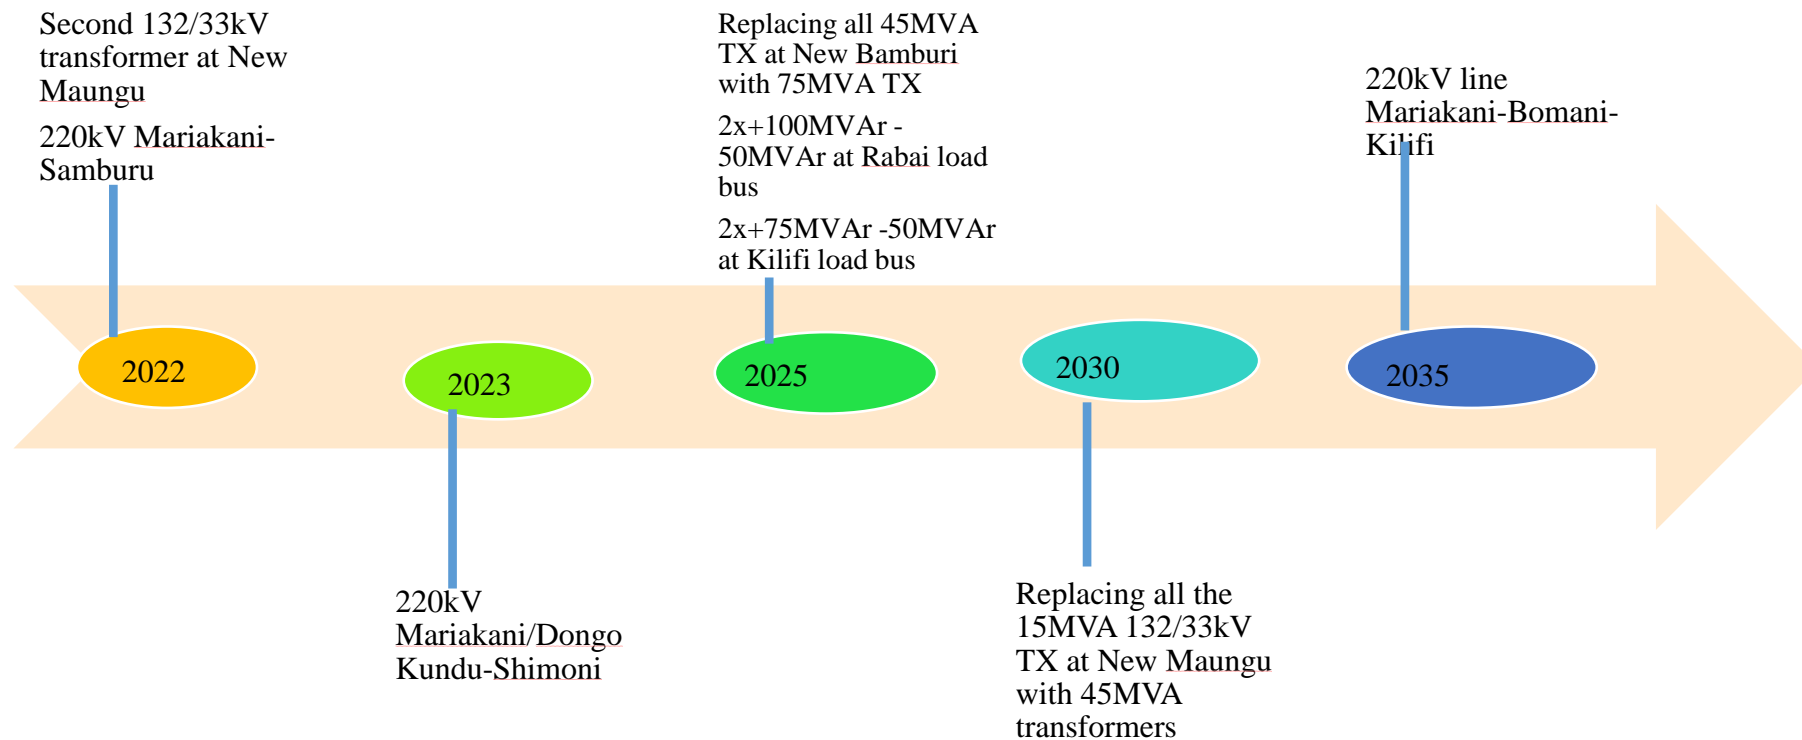 Second 132/33kV
transformer at New
Maungu
220kV Mariakani-
Samburu
Replacing all 45MVA
TX at New Bamburi
with 75MVA TX
2x+100MVAr -
50MVAr at Rabai load
bus
2x+75MVAr -50MVAr
at Kilifi load bus
220kV line
Mariakani-Bomani-
Kilifi
2022
2023
2025
2030
2035
220kV
Mariakani/Dongo
Kundu-Shimoni
Replacing all the
15MVA 132/33kV
TX at New Maungu
with 45MVA
transformers